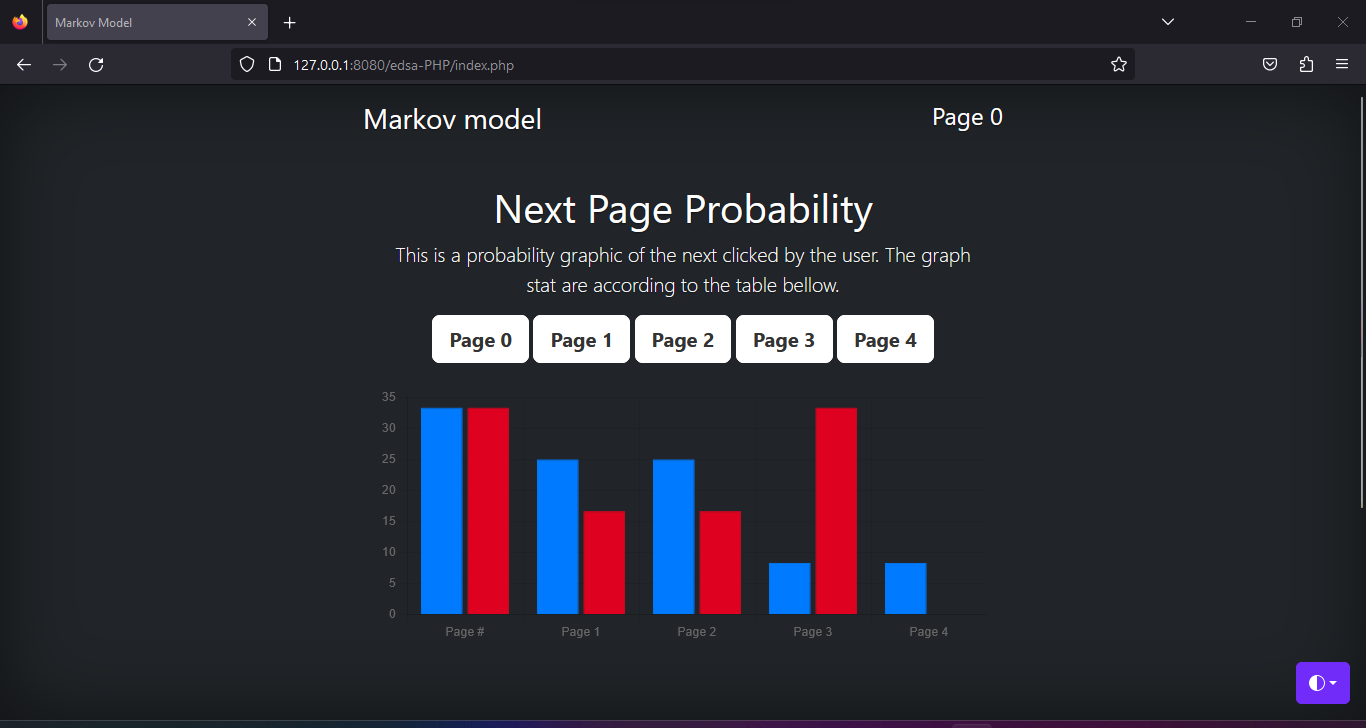 Markov Model
127.0.0.1:8080/edsa-PHP/index.php
Markov model
Page 0
Next Page Probability
This is a probability graphic of the next clicked by the user. The graph
stat are according to the table bellow.
Page 0 Page 1 Page 2 Page 3 Page 4
35
30
25
20
15
10
5
0
Page # Page 1 Page 2 Page 3 Page 4